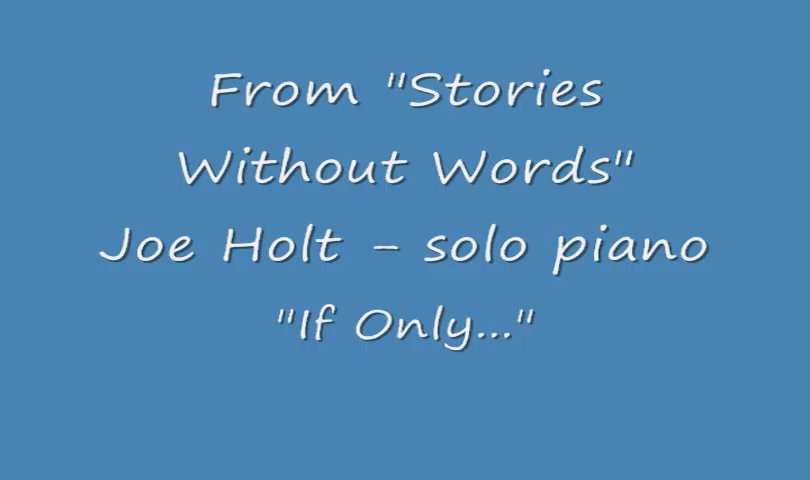 From "Stories
Without Words"
Joe Holt - solo piano
"If Only..."